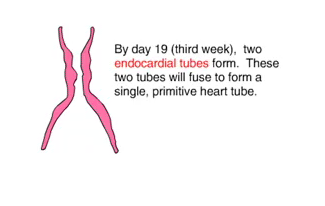 By day 19 (third week),  two
endocardial tubes form.  These
two tubes will fuse to form a
single, primitive heart tube.